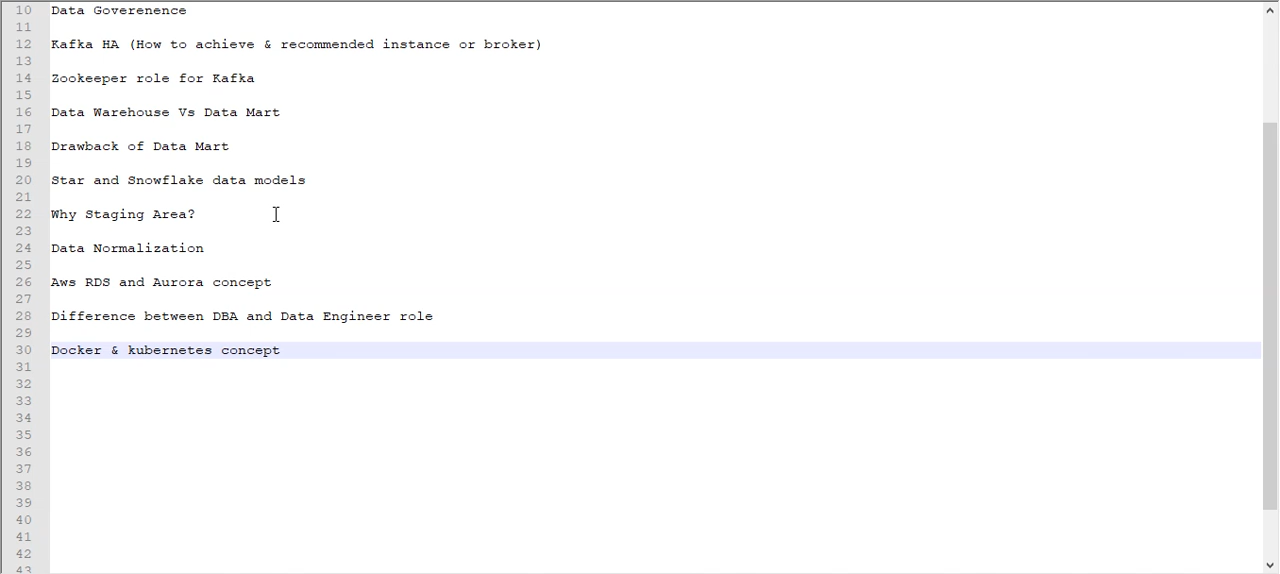 10 Data Goverenence
11
12 Kafka HA (How to achieve & recommended instance or broker)
13
14 Zookeeper role for Kafka
15
16 Data Warehouse Vs Data Mart
17
18 Drawback of Data Mart
19
20 Star and Snowflake data models
21
22 Why Staging Area?
23
24 Data Normalization
25
26 Aws RDS and Aurora concept
27
28 Difference between DBA and Data Engineer role
29
30 Docker & kubernetes concept
31
32
33
34
35
36
37
38
39
40
41
42
43